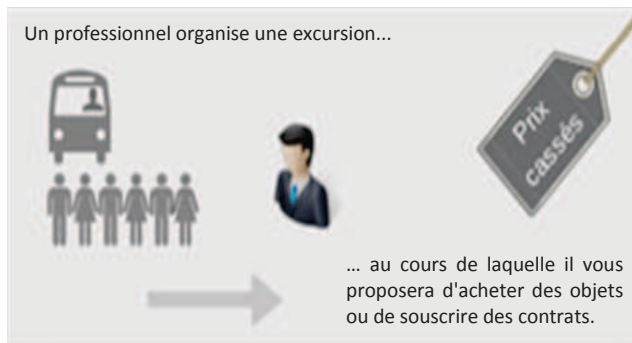 Un professionnel organise une excursion...
Prix
cassés
... au cours de laquelle il vous
proposera d'acheter des objets
ou de souscrire des contrats.